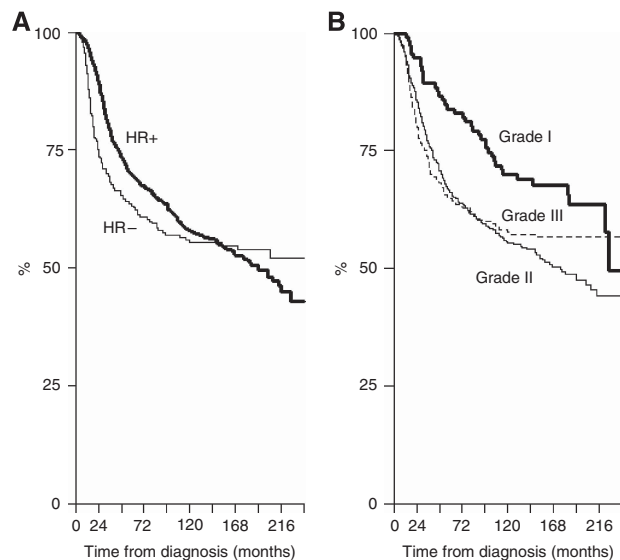 A
100
75
50
25
0
%
HR+
HR–
0 24 72 120 168 216
Time from diagnosis (months)
B
100
75
50
25
0
%
Grade I
Grade III
Grade II
0 24 72 120 168 216
Time from diagnosis (months)